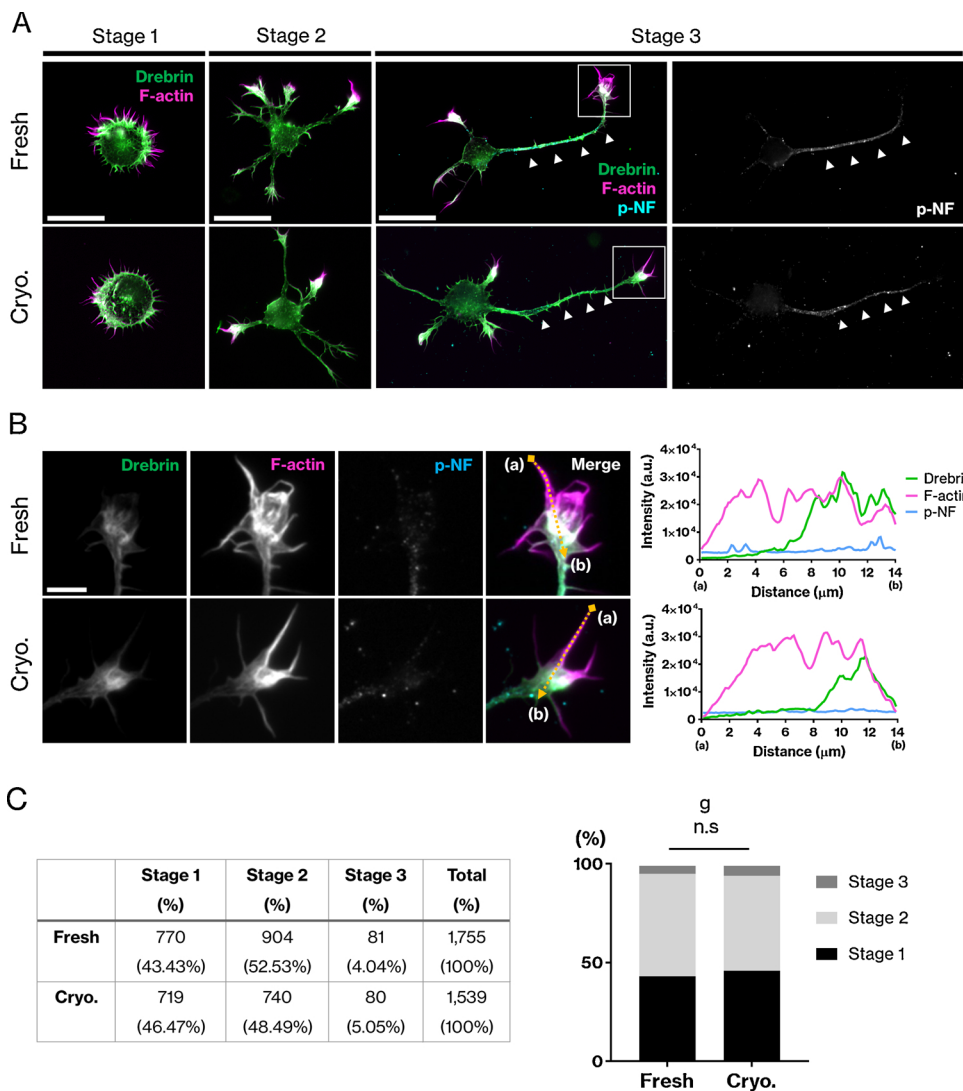 A
Stage 1
Stage 2
Stage 3
Fresh
Drebrin
F-actin
Drebrin
F-actin
p-NF
p-NF
Cryo.
B
Fresh
Drebrin
F-actin
p-NF
Merge
(a)
(b)
Cryo.
(a)
(b)
Intensity (a.u.)
4×10⁴
3×10⁴
2×10⁴
1×10⁴
0
0 2 4 6 8 10 12 14
(a) (b)
Distance (μm)
F-actin
p-NF
Intensity (a.u.)
4×10⁴
3×10⁴
2×10⁴
1×10⁴
0
0 2 4 6 8 10 12 14
(a) (b)
Distance (μm)
C
Stage 1 Stage 2 Stage 3 Total
(%) (%) (%) (%)
Fresh 770 904 81 1,755
(43.43%) (52.53%) (4.04%) (100%)
Cryo. 719 740 80 1,539
(46.47%) (48.49%) (5.05%) (100%)
g
n.s
(%)
100
50
0
Fresh Cryo.
Stage 3
Stage 2
Stage 1